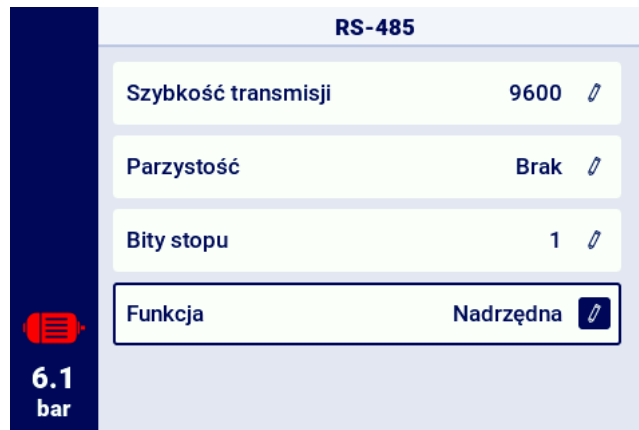 RS-485
Szybkość transmisji 9600
Parzystość Brak
Bity stopu 1
Funkcja Nadrzędna
6.1
bar